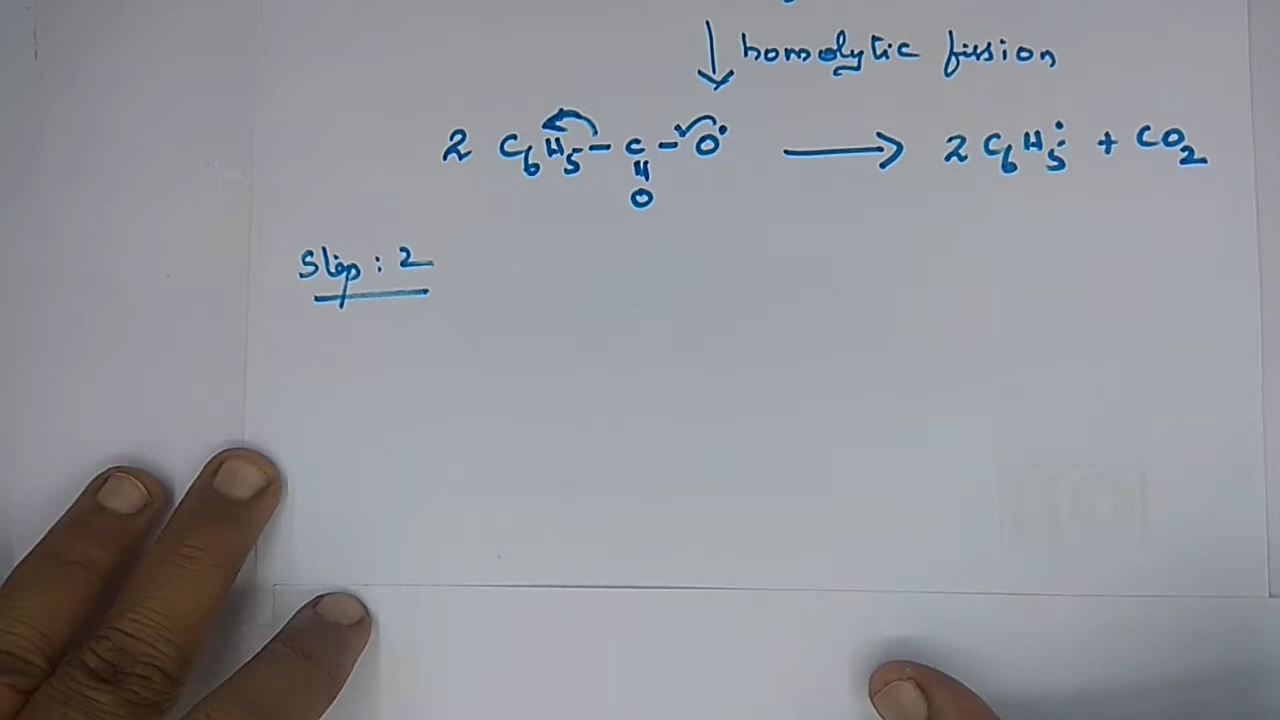 homolytic fission
2 C₆H₅-C-O• → 2 C₆H₅• + CO₂
"
O
Step : 2